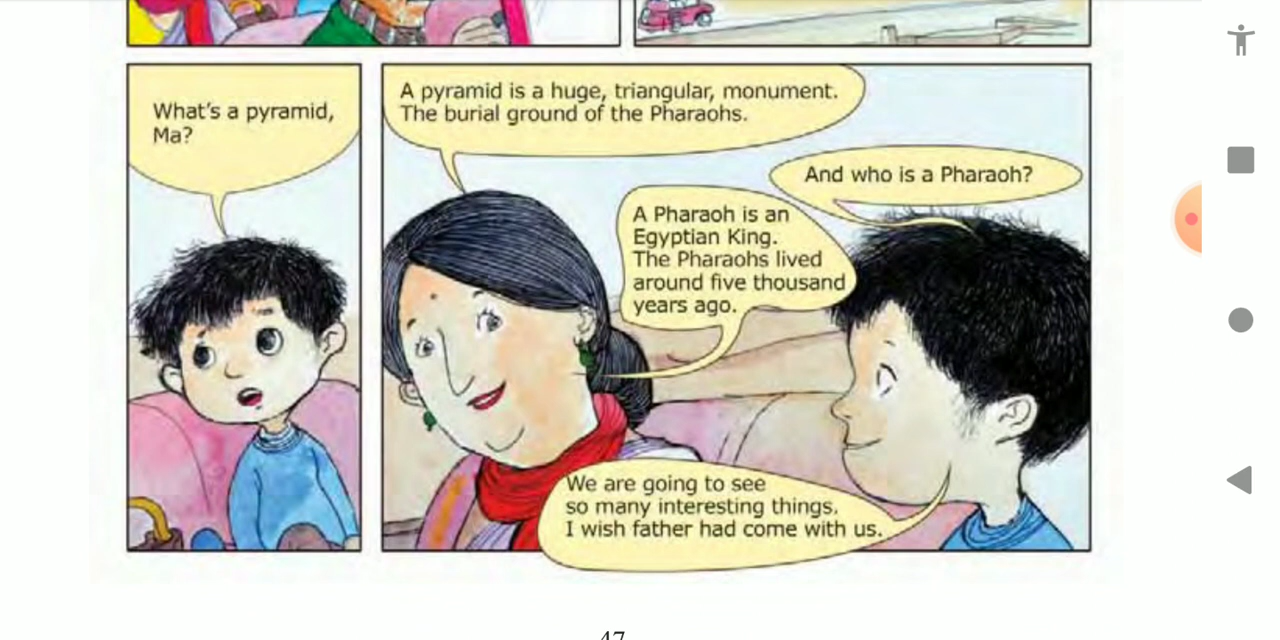 What's a pyramid,
Ma?
A pyramid is a huge, triangular, monument.
The burial ground of the Pharaohs.
And who is a Pharaoh?
A Pharaoh is an
Egyptian King.
The Pharaohs lived
around five thousand
years ago.
We are going to see
so many interesting things.
I wish father had come with us.
47